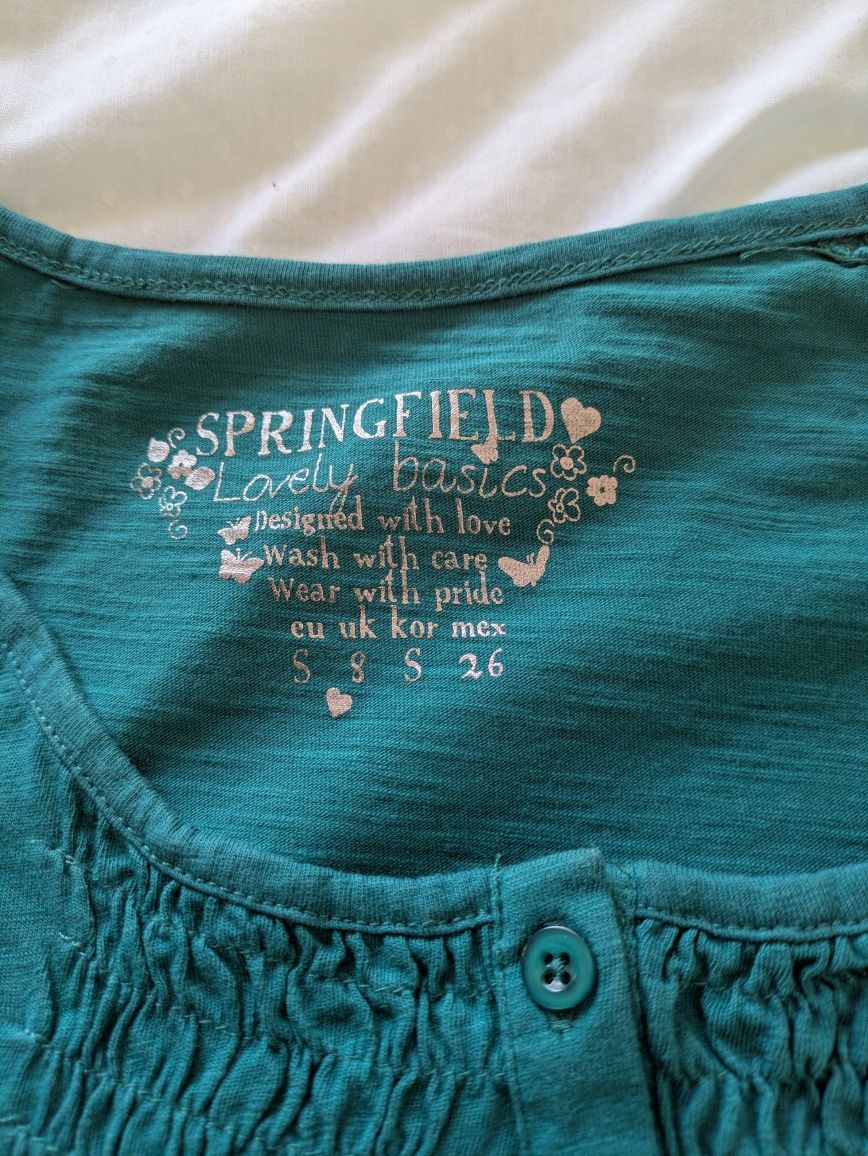 SPRINGFIELD
Lovely basics
Designed with love
Wash with care
Wear with pride
eu uk kor mex
S 8 S 26